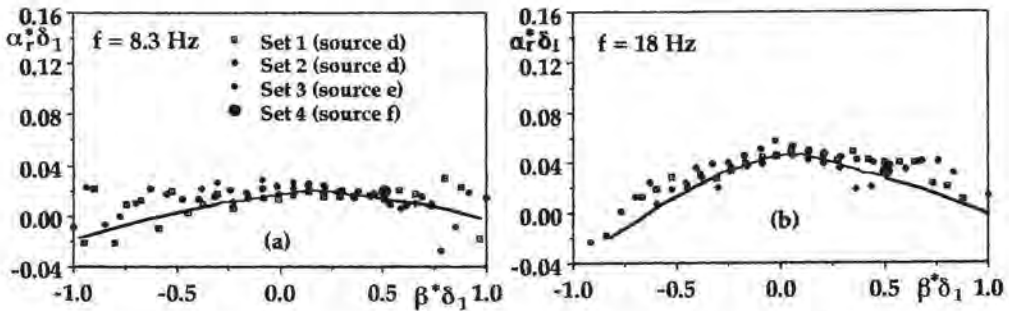 0.16
α*rδ1
0.12
0.08
0.04
0.00
-0.04
f = 8.3 Hz
Set 1 (source d)
Set 2 (source d)
Set 3 (source e)
Set 4 (source f)
(a)
-1.0 -0.5 0.0 0.5 β*δ1 1.0
0.16
α*rδ1
0.12
0.08
0.04
0.00
-0.04
f = 18 Hz
(b)
-1.0 -0.5 0.0 0.5 β*δ1 1.0